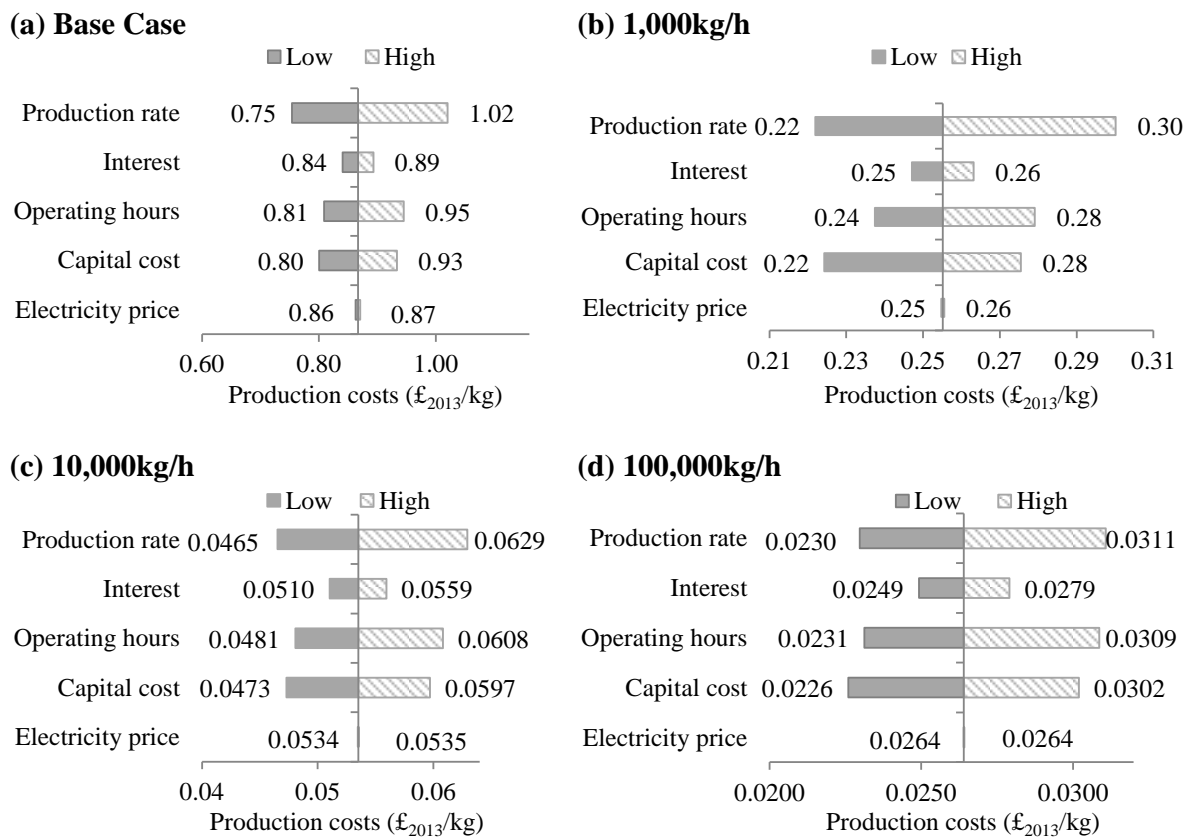 (a) Base Case
Low High
Production rate 0.75 1.02
Interest 0.84 0.89
Operating hours 0.81 0.95
Capital cost 0.80 0.93
Electricity price 0.86 0.87
0.60 0.80 1.00
Production costs (£2013/kg)
(b) 1,000kg/h
Low High
Production rate 0.22 0.30
Interest 0.25 0.26
Operating hours 0.24 0.28
Capital cost 0.22 0.28
Electricity price 0.25 0.26
0.21 0.23 0.25 0.27 0.29 0.31
Production costs (£2013/kg)
(c) 10,000kg/h
Low High
Production rate 0.0465 0.0629
Interest 0.0510 0.0559
Operating hours 0.0481 0.0608
Capital cost 0.0473 0.0597
Electricity price 0.0534 0.0535
0.04 0.05 0.06
Production costs (£2013/kg)
(d) 100,000kg/h
Low High
Production rate 0.0230 0.0311
Interest 0.0249 0.0279
Operating hours 0.0231 0.0309
Capital cost 0.0226 0.0302
Electricity price 0.0264 0.0264
0.0200 0.0250 0.0300
Production costs (£2013/kg)